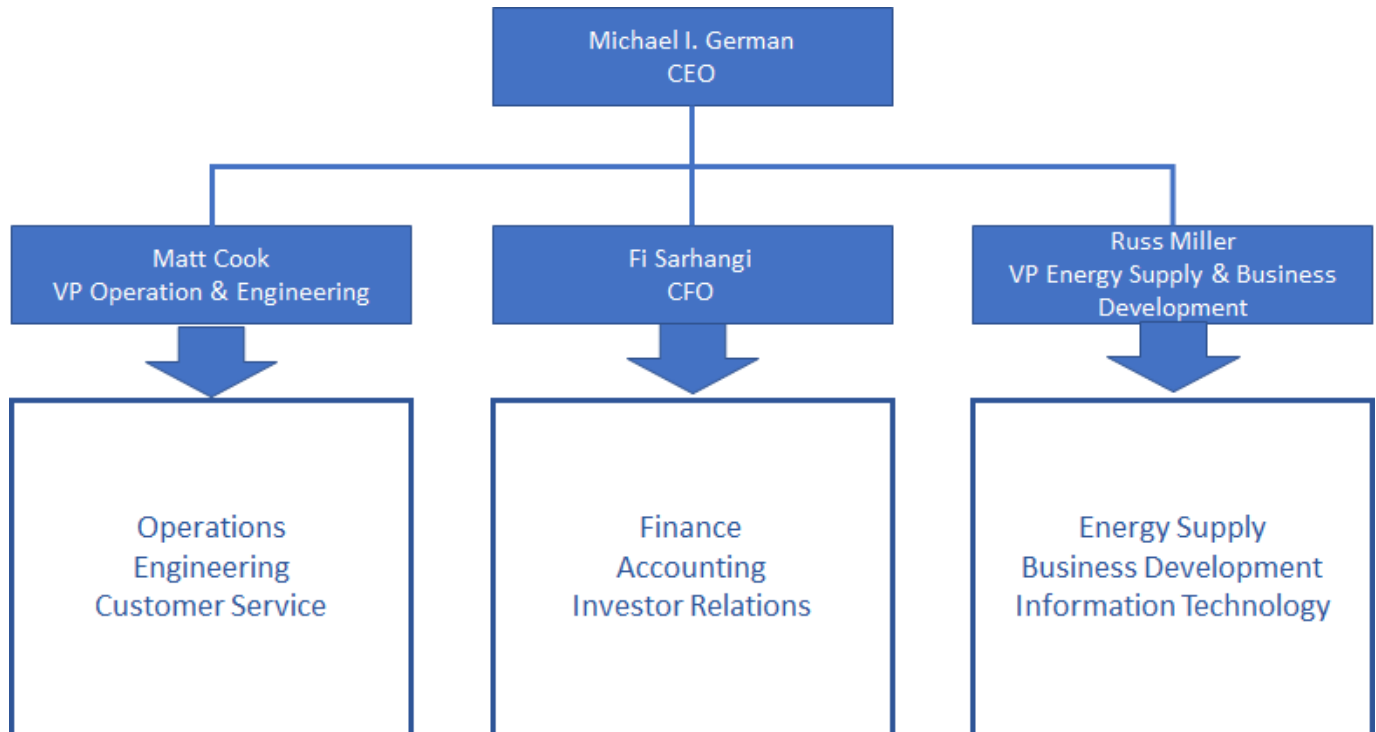 Michael I. German
CEO
Matt Cook
VP Operation & Engineering
Fi Sarhangi
CFO
Russ Miller
VP Energy Supply & Business
Development
Operations
Engineering
Customer Service
Finance
Accounting
Investor Relations
Energy Supply
Business Development
Information Technology